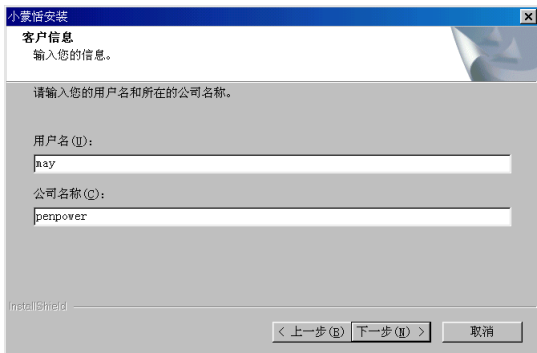 小蒙恬安装
客户信息
输入您的信息。
请输入您的用户名和所在的公司名称。
用户名(U):
may
公司名称(C):
penpower
InstallShield
< 上一步(B) 下一步(N) > 取消